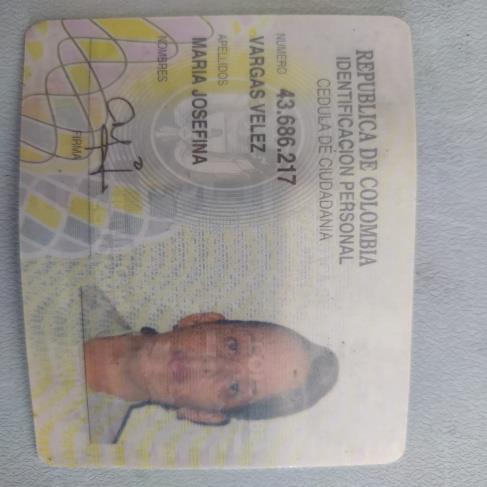 REPUBLICA DE COLOMBIA
IDENTIFICACION PERSONAL
CEDULA DE CIUDADANIA
NUMERO 43.686.217
VARGAS VELEZ
APELLIDOS
MARIA JOSEFINA
NOMBRES
FIRMA